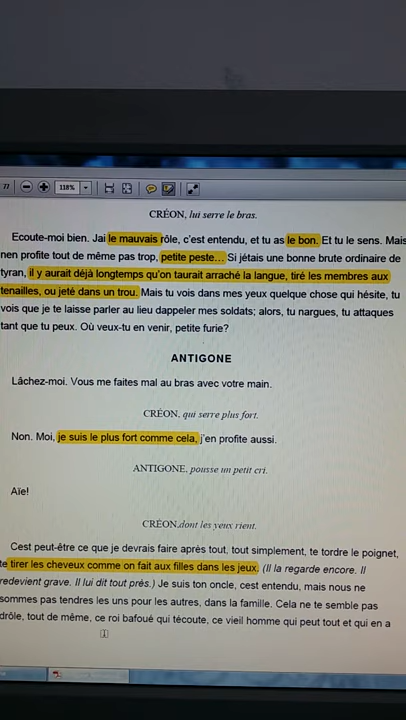 77
118%
CRÉON, lui serre le bras.
Ecoute-moi bien. Jai le mauvais rôle, c'est entendu, et tu as le bon. Et tu le sens. Mais
nen profite tout de même pas trop, petite peste... Si jétais une bonne brute ordinaire de
tyran, il y aurait déjà longtemps qu'on taurait arraché la langue, tiré les membres aux
tenailles, ou jeté dans un trou. Mais tu vois dans mes yeux quelque chose qui hésite, tu
vois que je te laisse parler au lieu dappeler mes soldats; alors, tu nargues, tu attaques
tant que tu peux. Où veux-tu en venir, petite furie?
ANTIGONE
Lâchez-moi. Vous me faites mal au bras avec votre main.
CRÉON, qui serre plus fort.
Non. Moi, je suis le plus fort comme cela, j'en profite aussi.
ANTIGONE, pousse un petit cri.
Aïe!
CRÉON,dont les yeux rient.
Cest peut-être ce que je devrais faire après tout, tout simplement, te tordre le poignet,
te tirer les cheveux comme on fait aux filles dans les jeux. (Il la regarde encore. Il
redevient grave. Il lui dit tout près.) Je suis ton oncle, cest entendu, mais nous ne
sommes pas tendres les uns pour les autres, dans la famille. Cela ne te semble pas
drôle, tout de même, ce roi bafoué qui técoute, ce vieil homme qui peut tout et qui en a